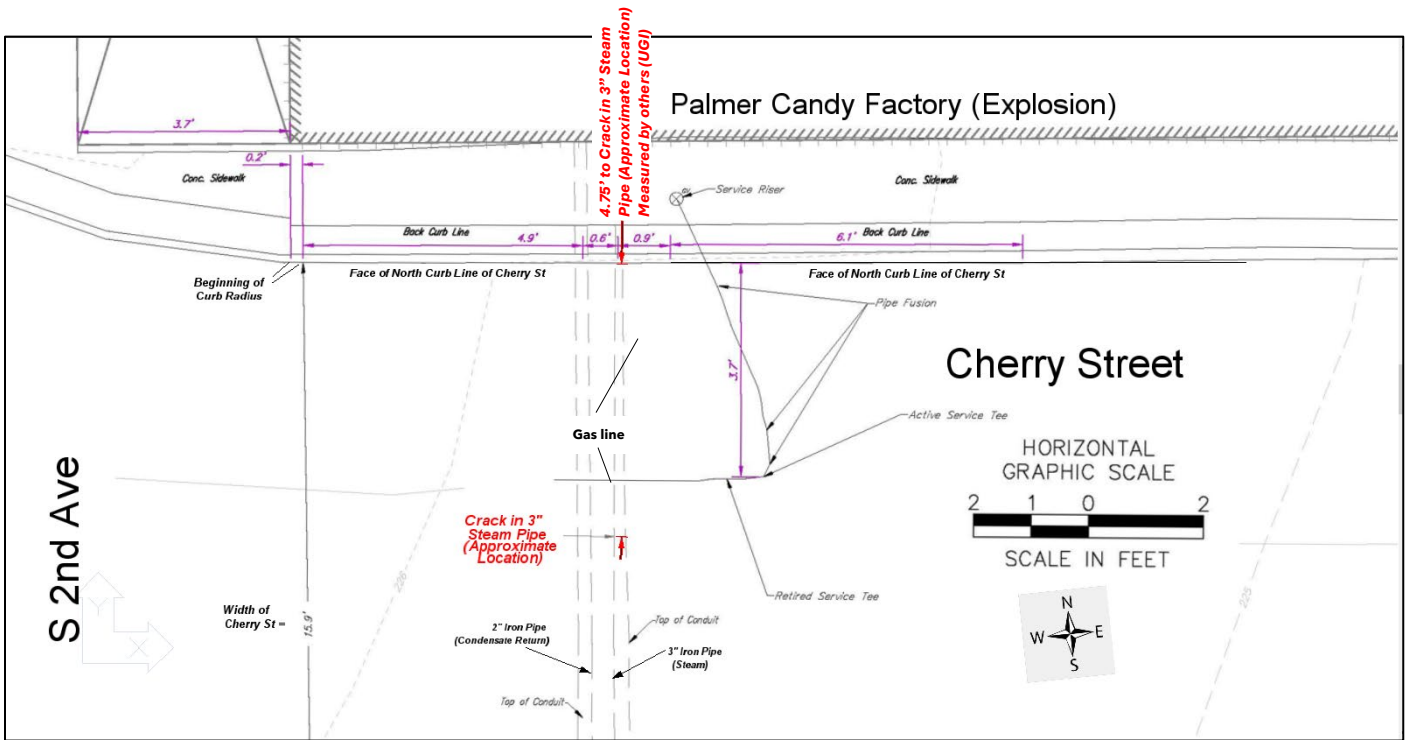 4.75' to Crack in 3" Steam
Pipe (Approximate Location)
Measured by others (UGI)
Palmer Candy Factory (Explosion)
3.7'
0.2'
Conc. Sidewalk
Service Riser
Conc. Sidewalk
Back Curb Line
4.9'
0.6'
0.9'
6.1'
Back Curb Line
Beginning of
Curb Radius
Face of North Curb Line of Cherry St
Face of North Curb Line of Cherry St
Pipe Fusion
Cherry Street
3.7'
Active Service Tee
Gas line
HORIZONTAL
GRAPHIC SCALE
2 1 0 2
SCALE IN FEET
Crack in 3"
Steam Pipe
(Approximate
Location)
Retired Service Tee
S 2nd Ave
Y
X
226
225
Width of
Cherry St =
15.9'
2" Iron Pipe
(Condensate Return)
Top of Conduit
3" Iron Pipe
(Steam)
Top of Conduit
N
W E
S